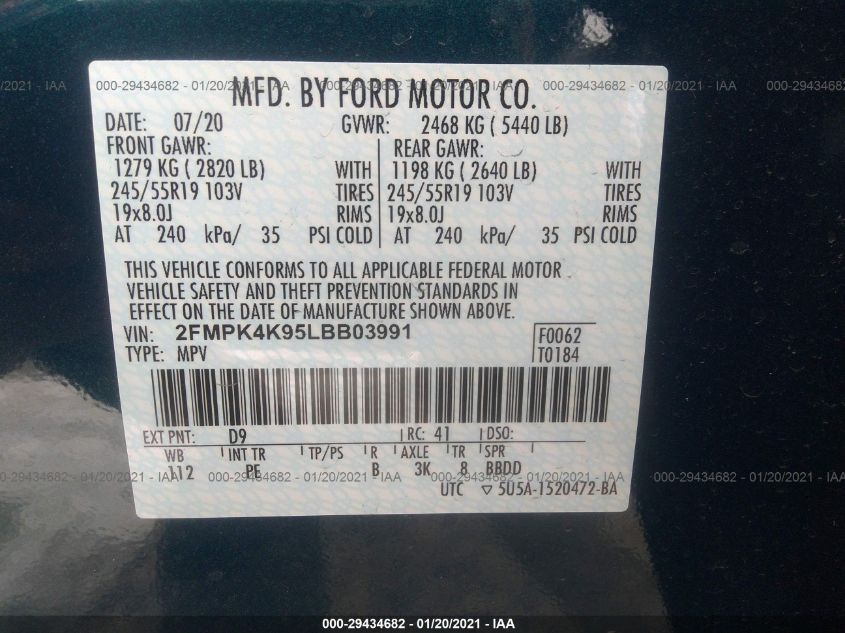 000-29434682 - 01/20/2021 - IAA
MFD. BY FORD MOTOR CO.
DATE: 07/20 GVWR: 2468 KG ( 5440 LB)
FRONT GAWR: REAR GAWR:
1279 KG ( 2820 LB) WITH 1198 KG ( 2640 LB) WITH
245/55R19 103V TIRES 245/55R19 103V TIRES
19x8.0J RIMS 19x8.0J RIMS
AT 240 kPa/ 35 PSI COLD AT 240 kPa/ 35 PSI COLD
THIS VEHICLE CONFORMS TO ALL APPLICABLE FEDERAL MOTOR
VEHICLE SAFETY AND THEFT PREVENTION STANDARDS IN
EFFECT ON THE DATE OF MANUFACTURE SHOWN ABOVE.
VIN: 2FMPK4K95LBB03991 F0062
TYPE: MPV T0184
EXT PNT: D9 RC: 41 DSO:
WB INT TR TP/PS R AXLE TR SPR
112 PE B 3K 8 BBDD
UTC ▽ 5U5A-1520472-BA
000-29434682 - 01/20/2021 - IAA